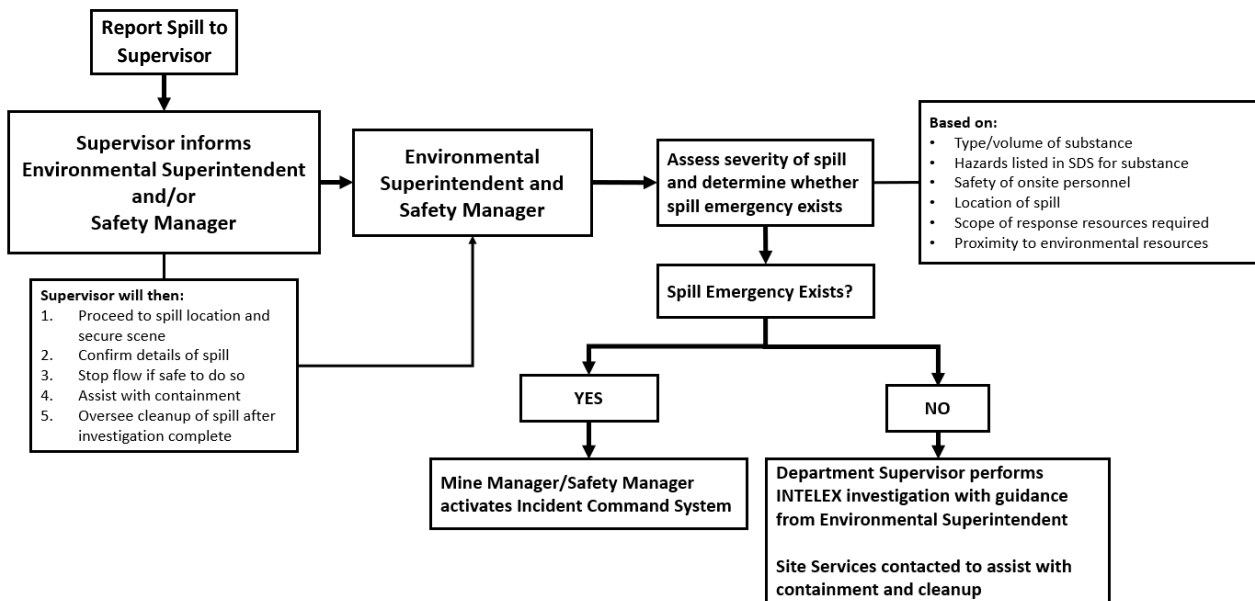 Report Spill to
Supervisor
Supervisor informs
Environmental Superintendent
and/or
Safety Manager
Environmental
Superintendent and
Safety Manager
Assess severity of spill
and determine whether
spill emergency exists
Based on:
• Type/volume of substance
• Hazards listed in SDS for substance
• Safety of onsite personnel
• Location of spill
• Scope of response resources required
• Proximity to environmental resources
Supervisor will then:
1. Proceed to spill location and
secure scene
2. Confirm details of spill
3. Stop flow if safe to do so
4. Assist with containment
5. Oversee cleanup of spill after
investigation complete
Spill Emergency Exists?
YES
NO
Mine Manager/Safety Manager
activates Incident Command System
Department Supervisor performs
INTELEX investigation with guidance
from Environmental Superintendent
Site Services contacted to assist with
containment and cleanup